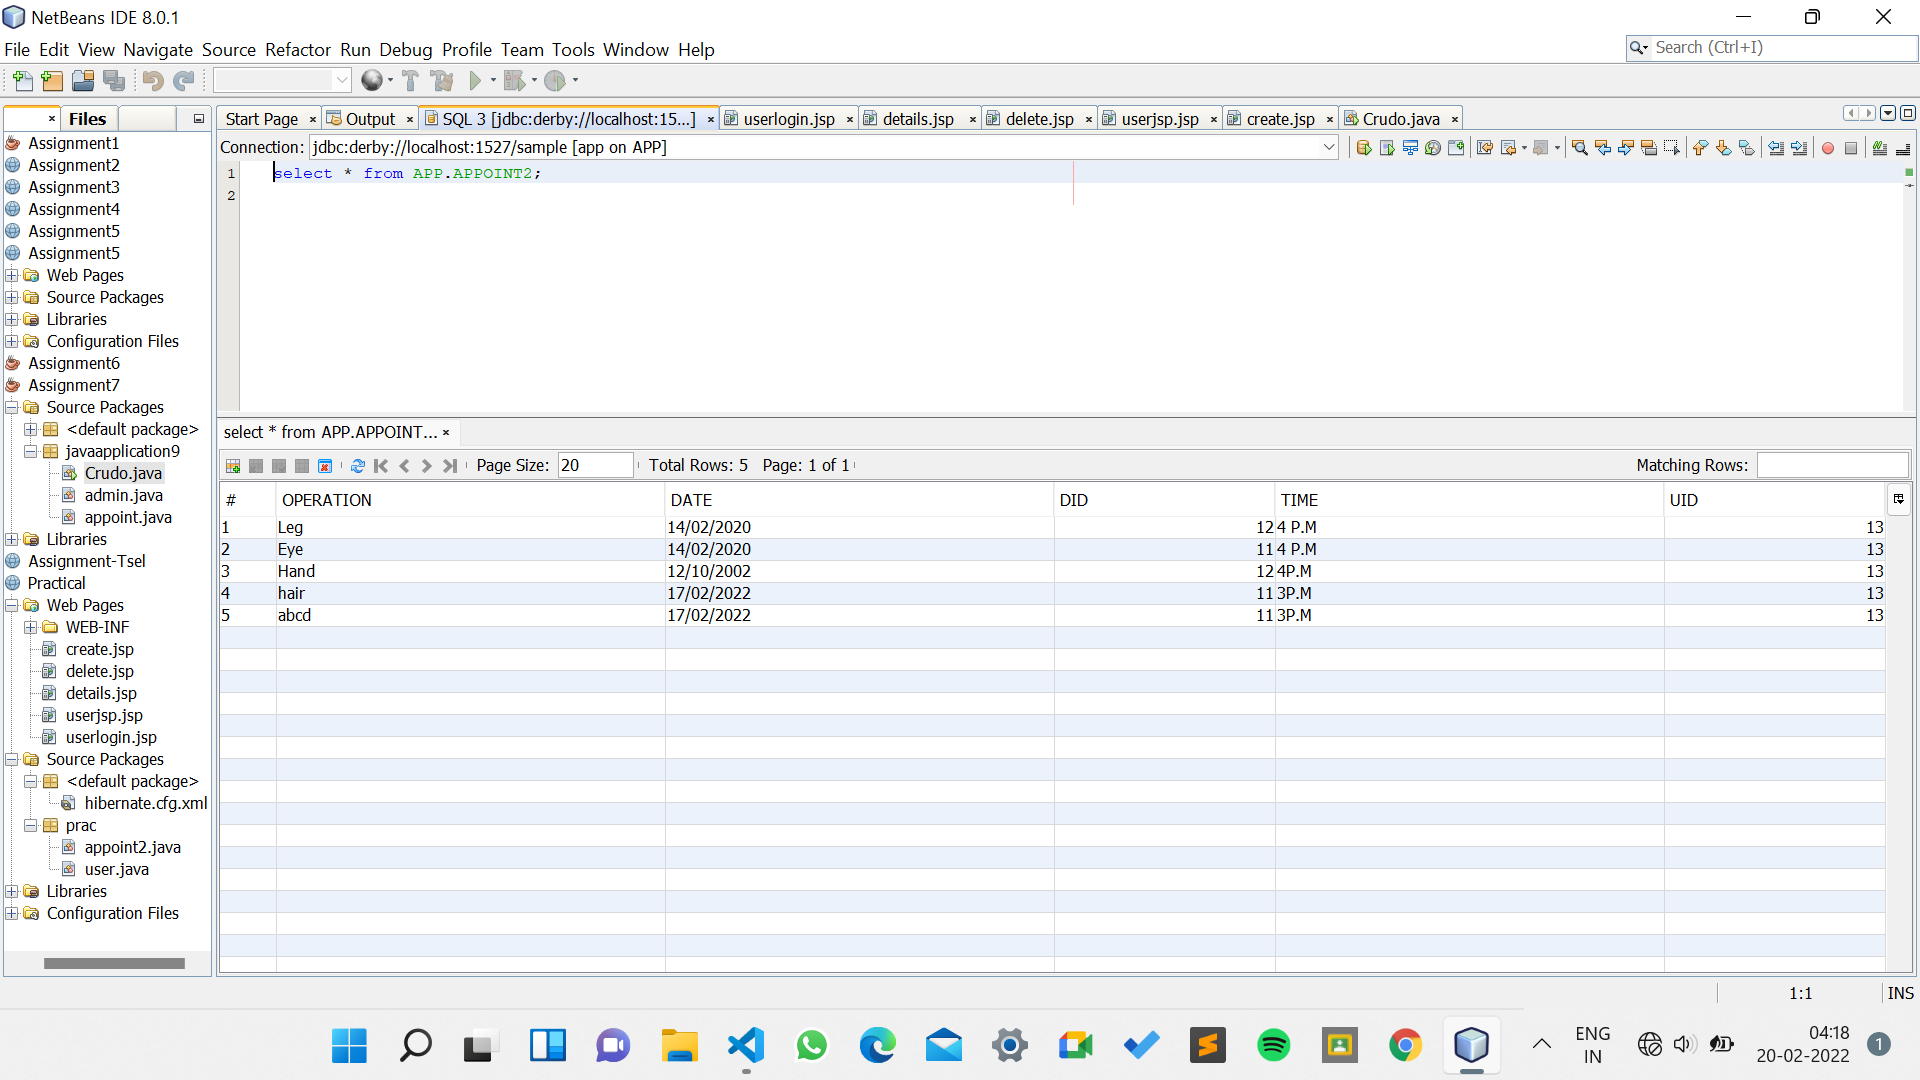 NetBeans IDE 8.0.1
File Edit View Navigate Source Refactor Run Debug Profile Team Tools Window Help
Search (Ctrl+I)
Files
Start Page
Output
SQL 3 [jdbc:derby://localhost:15...]
userlogin.jsp
details.jsp
delete.jsp
userjsp.jsp
create.jsp
Crudo.java
Assignment1
Assignment2
Assignment3
Assignment4
Assignment5
Assignment5
Web Pages
Source Packages
Libraries
Configuration Files
Assignment6
Assignment7
Source Packages
<default package>
javaapplication9
Crudo.java
admin.java
appoint.java
Libraries
Assignment-Tsel
Practical
Web Pages
WEB-INF
create.jsp
delete.jsp
details.jsp
userjsp.jsp
userlogin.jsp
Source Packages
<default package>
hibernate.cfg.xml
prac
appoint2.java
user.java
Libraries
Configuration Files
Connection: jdbc:derby://localhost:1527/sample [app on APP]
1 select * from APP.APPOINT2;
2
select * from APP.APPOINT...
Page Size: 20 Total Rows: 5 Page: 1 of 1 Matching Rows:
# OPERATION DATE DID TIME UID
1 Leg 14/02/2020 12 4 P.M 13
2 Eye 14/02/2020 11 4 P.M 13
3 Hand 12/10/2002 12 4P.M 13
4 hair 17/02/2022 11 3P.M 13
5 abcd 17/02/2022 11 3P.M 13
1:1 INS
ENG
IN
04:18
20-02-2022
1